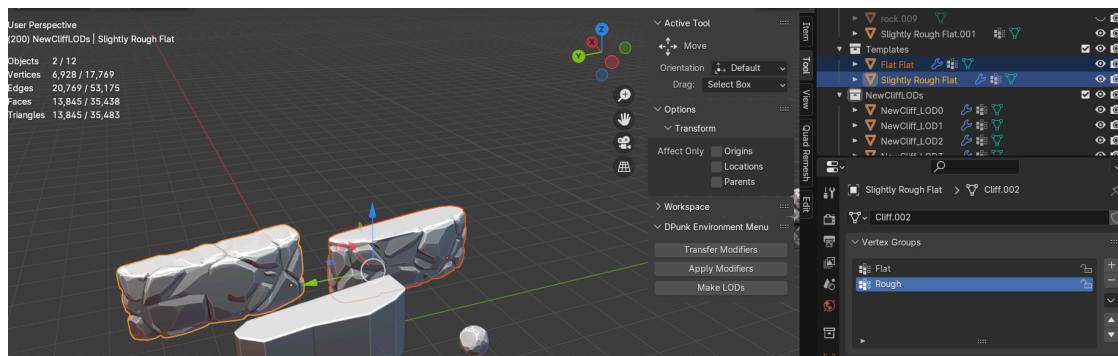 User Perspective
(200) NewCliffLODs | Slightly Rough Flat
Objects 2 / 12
Vertices 6,928 / 17,769
Edges 20,769 / 53,175
Faces 13,845 / 35,438
Triangles 13,845 / 35,483
Z
X
Y
Active Tool
Move
Orientation Default
Drag: Select Box
Options
Transform
Affect Only Origins
Locations
Parents
Workspace
DPunk Environment Menu
Transfer Modifiers
Apply Modifiers
Make LODs
Item
Tool
View
Quad Remesh
Edit
rock.009
Slightly Rough Flat.001
Templates
Flat Flat
Slightly Rough Flat
NewCliffLODs
NewCliff_LOD0
NewCliff_LOD1
NewCliff_LOD2
Slightly Rough Flat > Cliff.002
Cliff.002
Vertex Groups
Flat
Rough